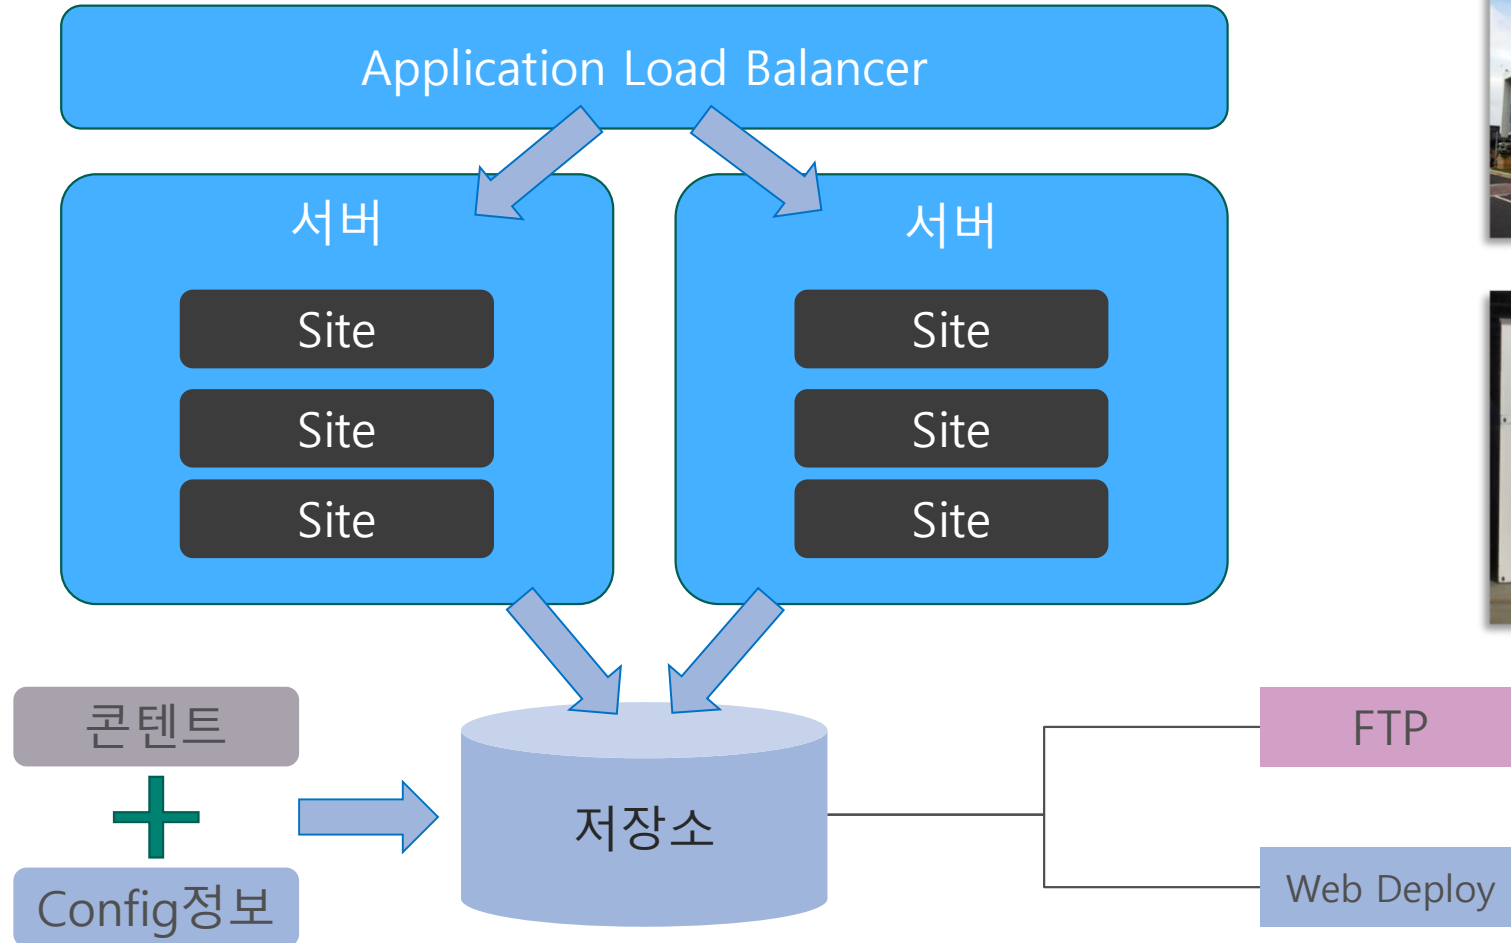 Application Load Balancer
서버
서버
Site
Site
Site
Site
Site
Site
콘텐트
Config정보
저장소
FTP
Web Deploy